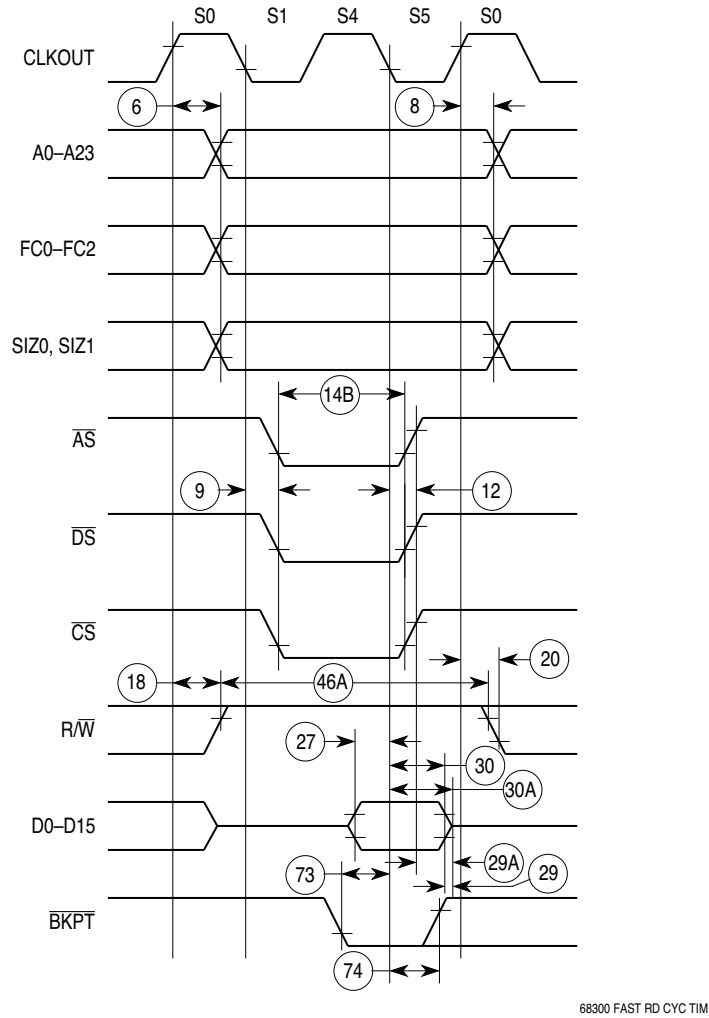 S0 S1 S4 S5 S0
CLKOUT
6 8
A0–A23
FC0–FC2
SIZ0, SIZ1
14B
AS
9 12
DS
CS
20
18 46A
R/W
27
30
30A
D0–D15
29A
73 29
BKPT
74
68300 FAST RD CYC TIM